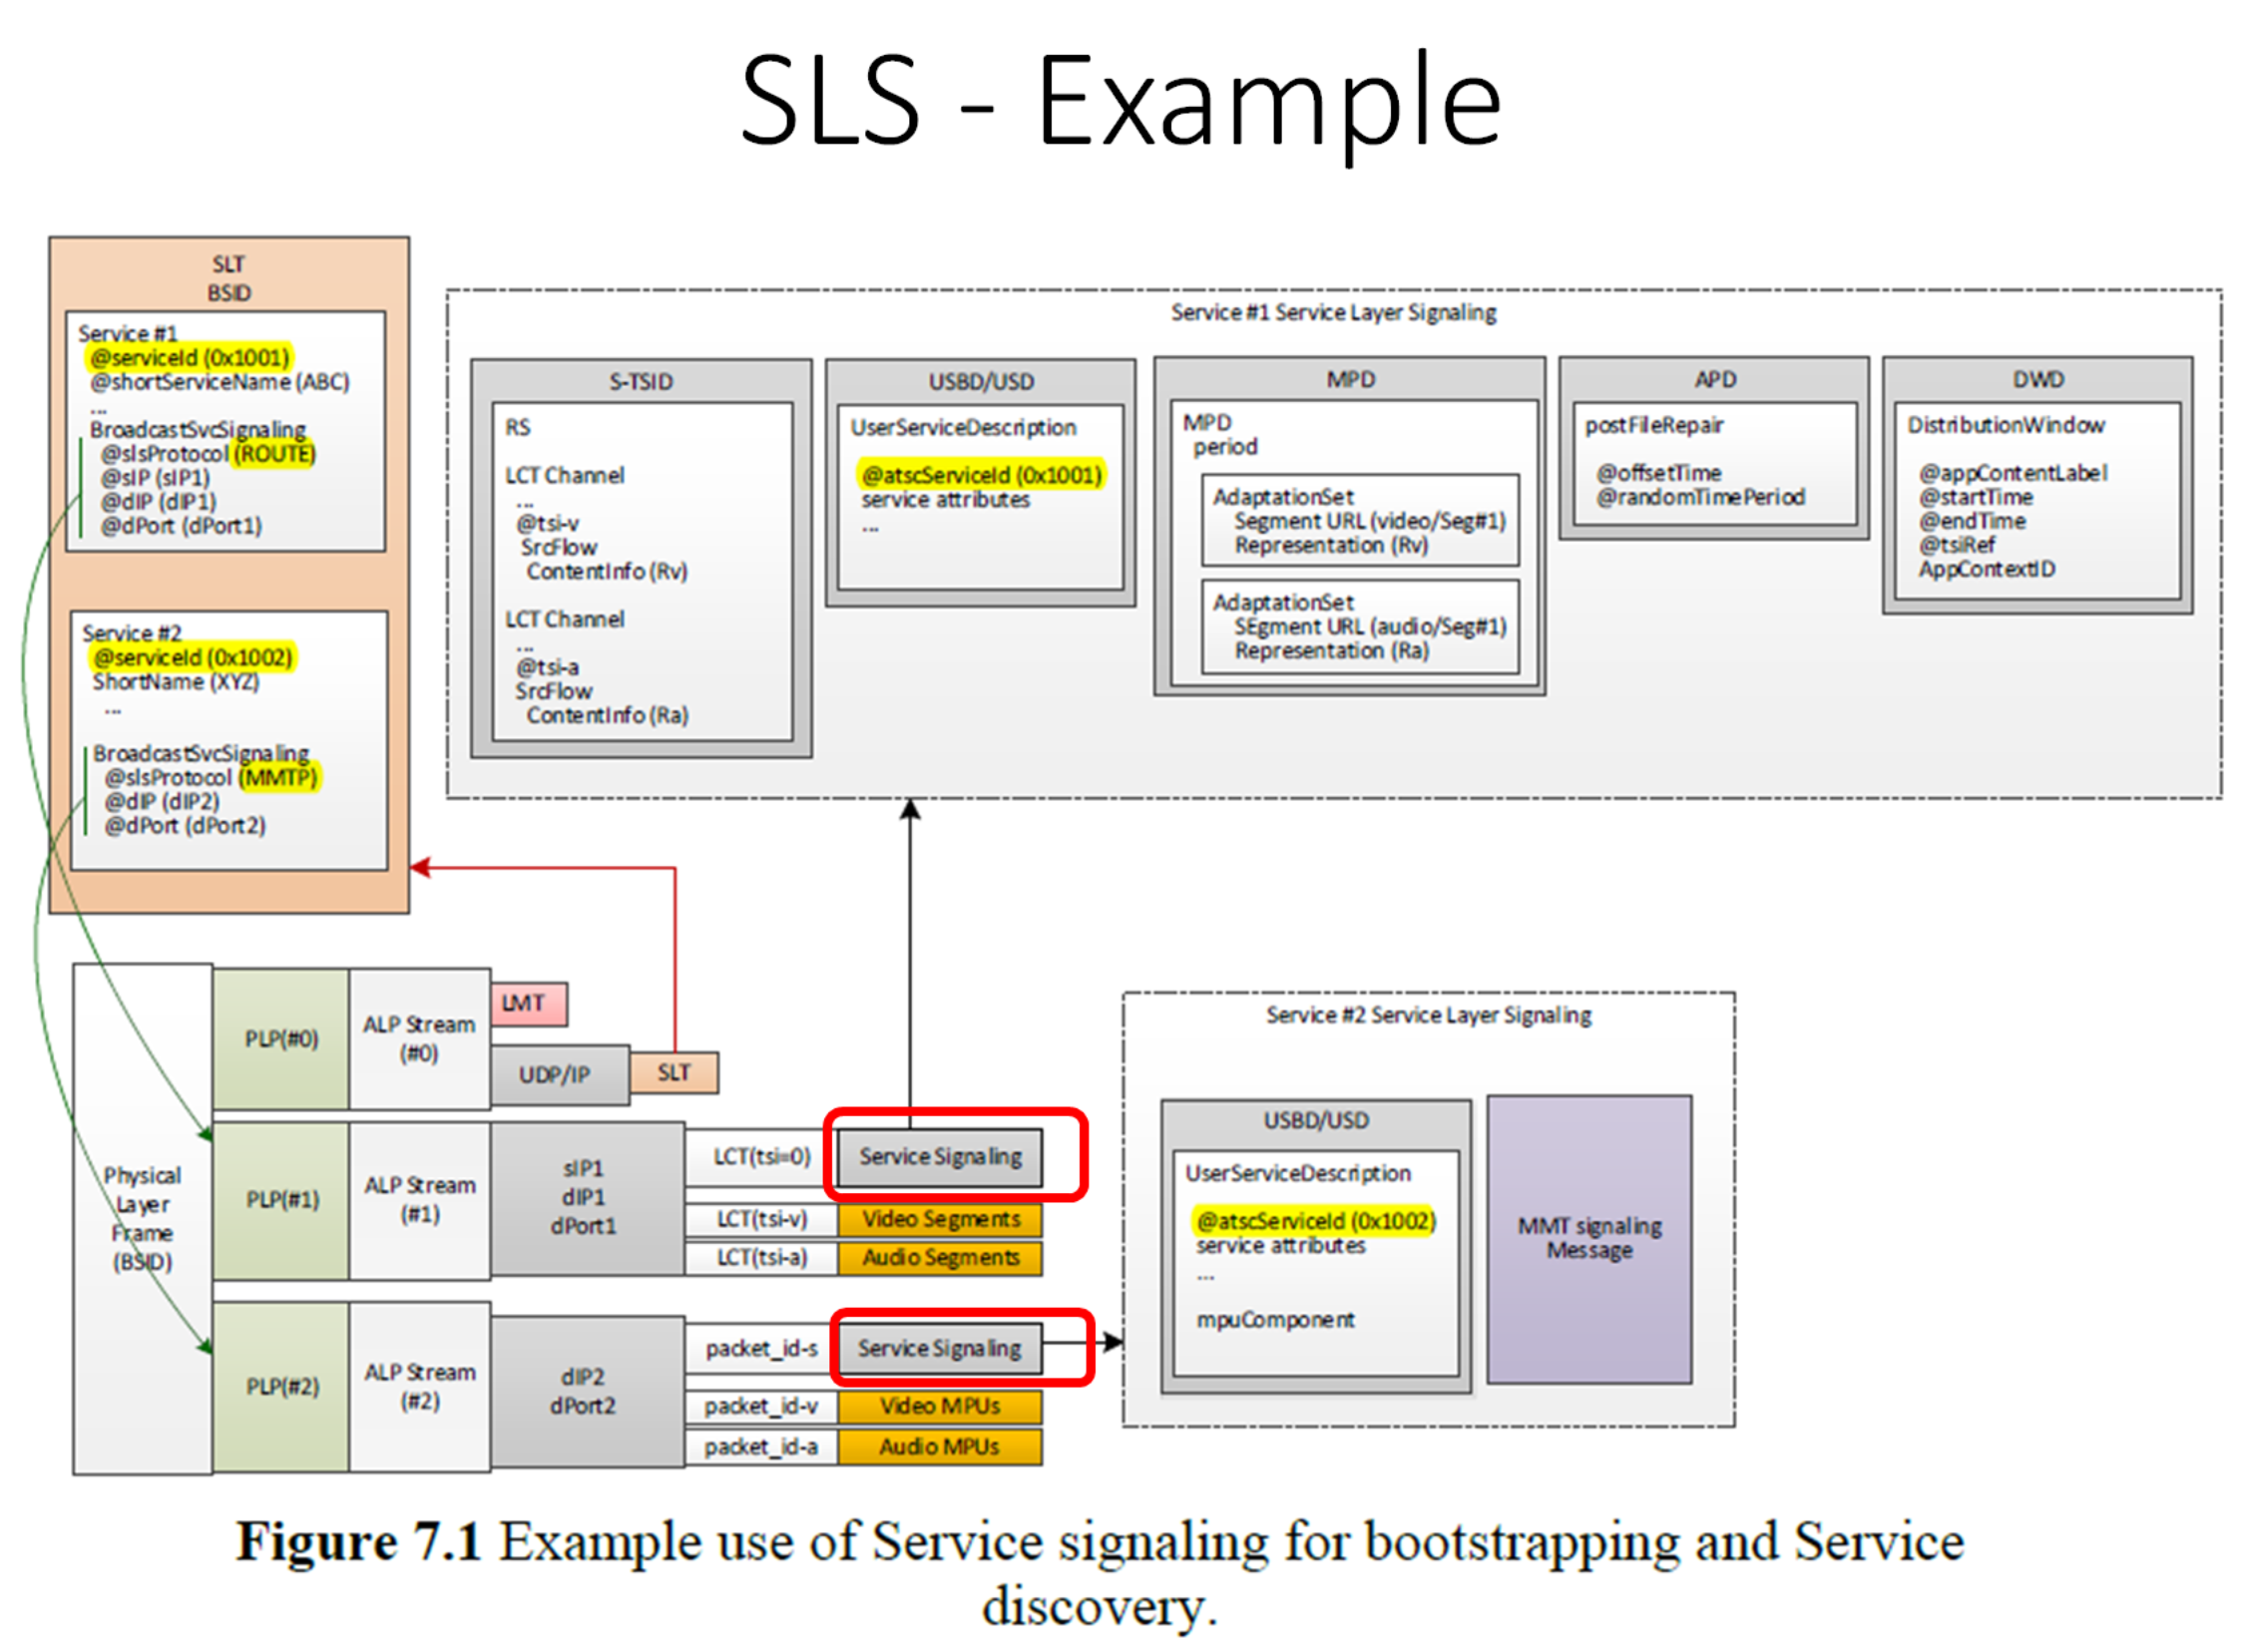 SLS - Example
SLT
BSID
Service #1
@serviceId (0x1001)
@shortServiceName (ABC)
...
BroadcastSvcSignaling
@slsProtocol (ROUTE)
@sIP (sIP1)
@dIP (dIP1)
@dPort (dPort1)
Service #2
@serviceId (0x1002)
ShortName (XYZ)
...
BroadcastSvcSignaling
@slsProtocol (MMTP)
@dIP (dIP2)
@dPort (dPort2)
Service #1 Service Layer Signaling
S-TSID
RS
LCT Channel
...
@tsi-v
SrcFlow
ContentInfo (Rv)
LCT Channel
...
@tsi-a
SrcFlow
ContentInfo (Ra)
USBD/USD
UserServiceDescription
@atscServiceId (0x1001)
service attributes
...
MPD
MPD
period
AdaptationSet
Segment URL (video/Seg#1)
Representation (Rv)
AdaptationSet
SEgment URL (audio/Seg#1)
Representation (Ra)
APD
postFileRepair
@offsetTime
@randomTimePeriod
DWD
DistributionWindow
@appContentLabel
@startTime
@endTime
@tsiRef
AppContextID
Physical
Layer
Frame
(BSID)
PLP(#0)
ALP Stream
(#0)
LMT
UDP/IP
SLT
PLP(#1)
ALP Stream
(#1)
sIP1
dIP1
dPort1
LCT(tsi=0)
Service Signaling
LCT(tsi-v)
Video Segments
LCT(tsi-a)
Audio Segments
PLP(#2)
ALP Stream
(#2)
dIP2
dPort2
packet_id-s
Service Signaling
packet_id-v
Video MPUs
packet_id-a
Audio MPUs
Service #2 Service Layer Signaling
USBD/USD
UserServiceDescription
@atscServiceId (0x1002)
service attributes
...
mpuComponent
MMT signaling
Message
Figure 7.1 Example use of Service signaling for bootstrapping and Service
discovery.